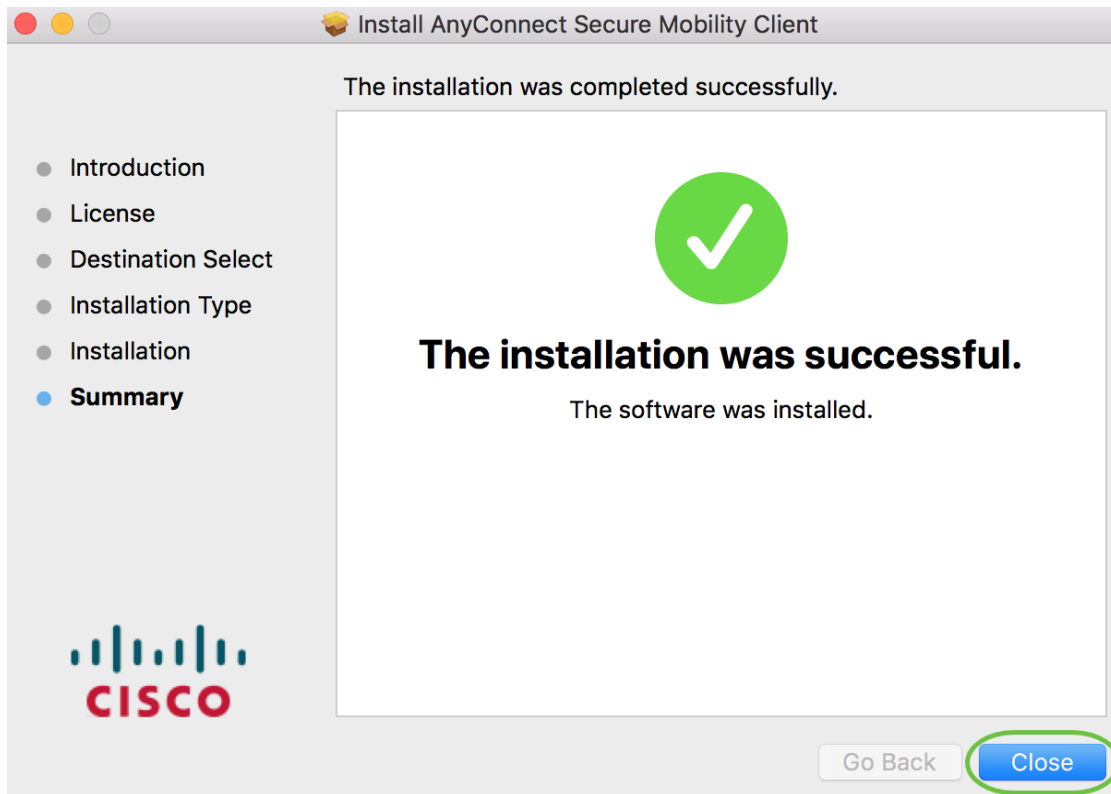 Install AnyConnect Secure Mobility Client
The installation was completed successfully.
Introduction
License
Destination Select
Installation Type
Installation
Summary
The installation was successful.
The software was installed.
CISCO
Go Back
Close